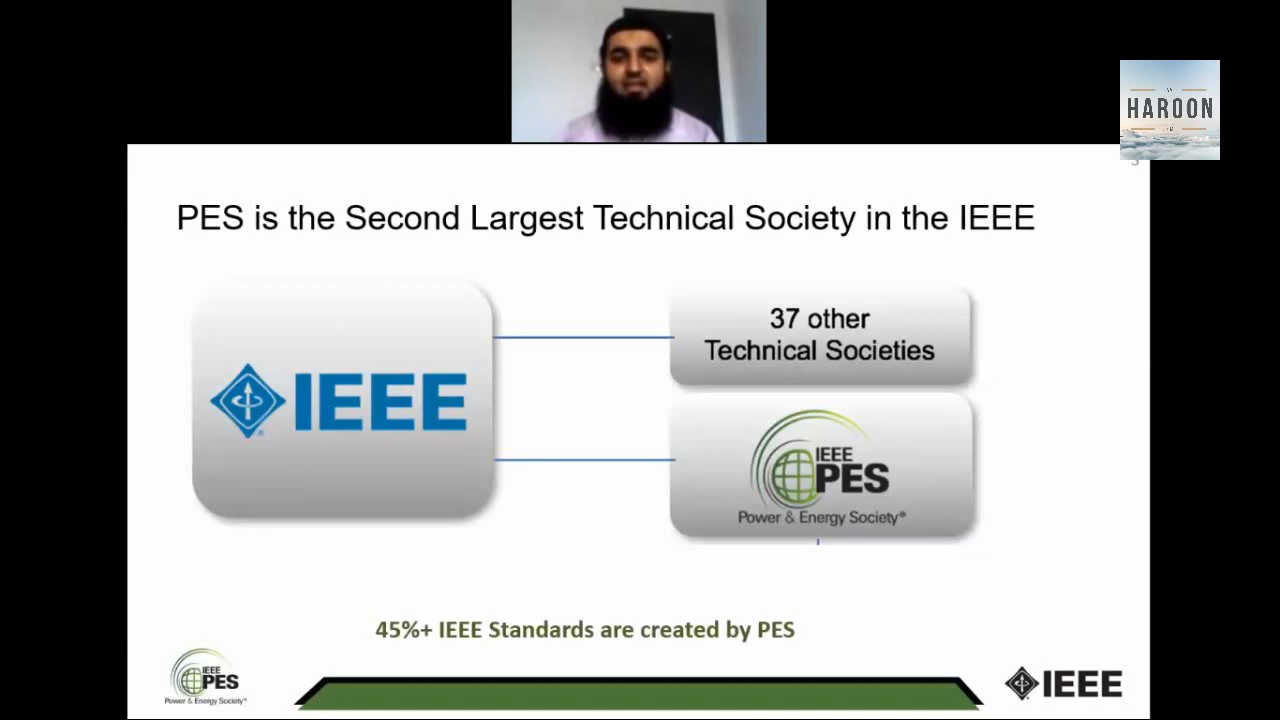 HAROON
3
PES is the Second Largest Technical Society in the IEEE
IEEE
37 other
Technical Societies
IEEE
PES
Power & Energy Society®
45%+ IEEE Standards are created by PES
IEEE
PES
Power & Energy Society®
IEEE